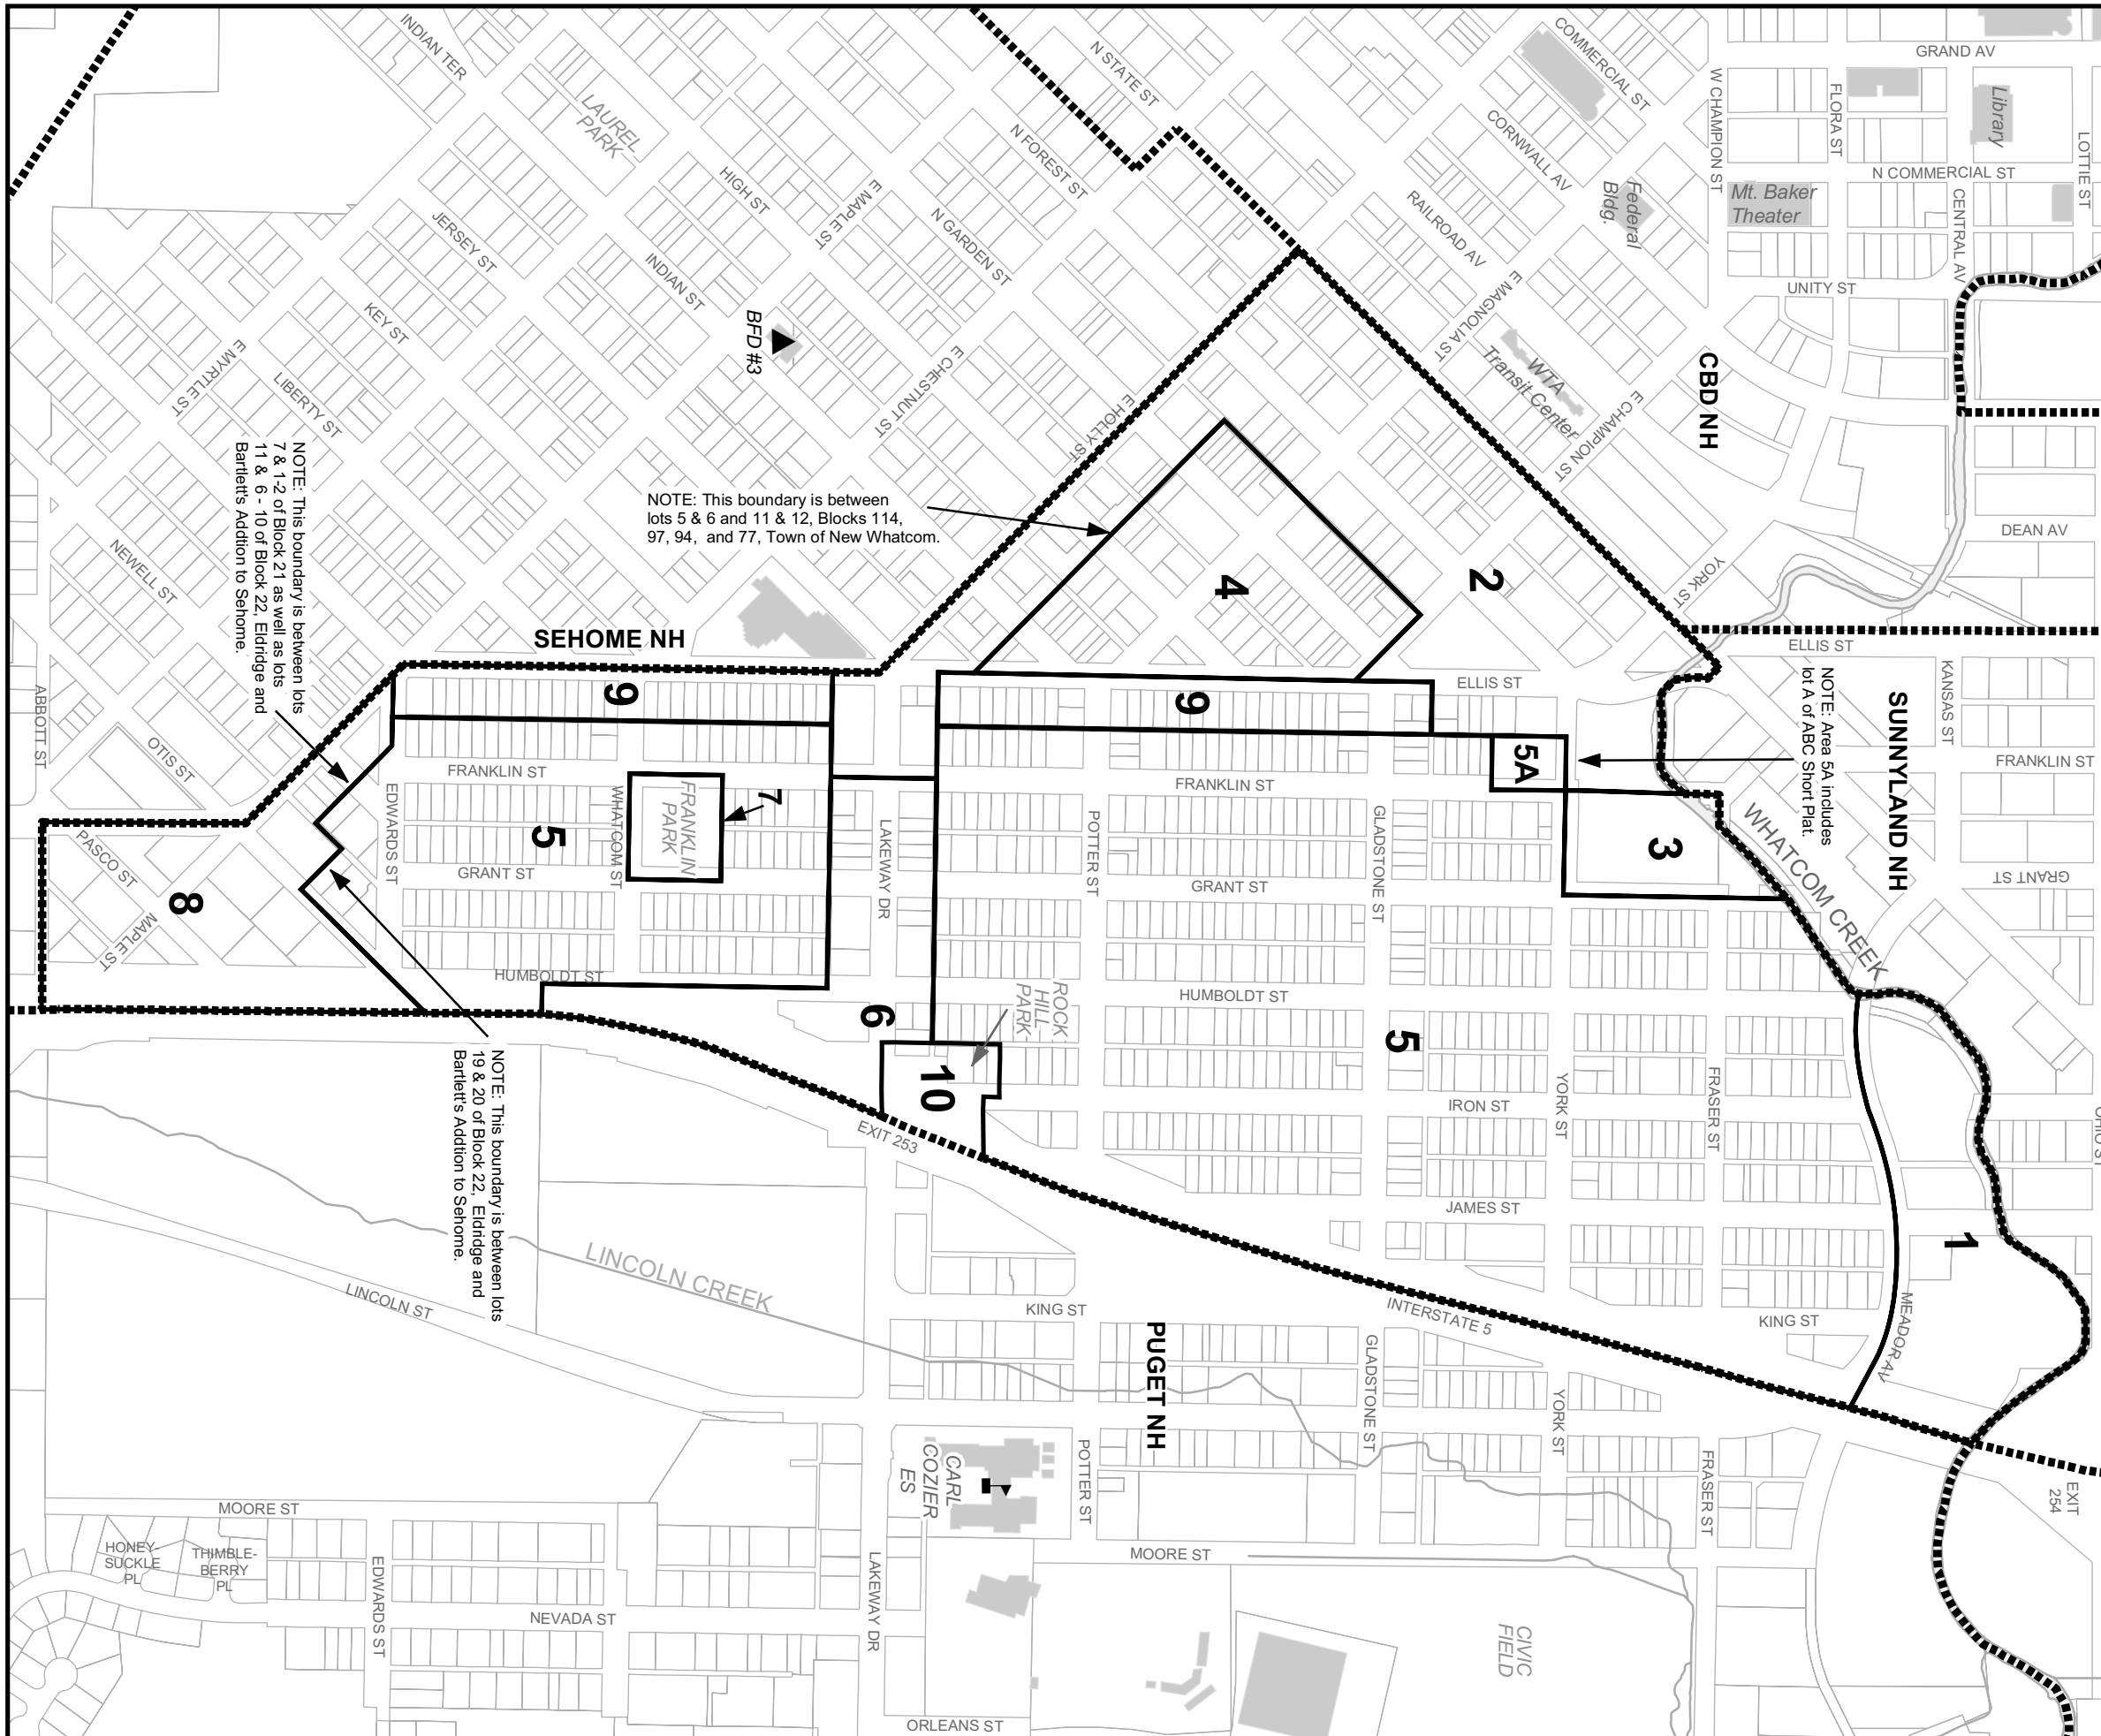 INDIAN TER
LAUREL
PARK
N STATE ST
N FOREST ST
HIGH ST
E MAPLE ST
N GARDEN ST
JERSEY ST
INDIAN ST
KEY ST
E MYRTLE ST
LIBERTY ST
BFD #3
E CHESTNUT ST
E HOLLY ST
COMMERCIAL ST
CORNWALL AV
RAILROAD AV
Federal
Bldg.
W CHAMPION ST
FLORA ST
GRAND AV
Library
LOTTIE ST
N COMMERCIAL ST
Mt. Baker
Theater
CENTRAL AV
UNITY ST
E MAGNOLIA ST
WTA
Transit Center
E CHAMPION ST
CBD NH
DEAN AV
YORK ST
ELLIS ST
KANSAS ST
NOTE: This boundary is between lots
7 & 1-2 of Block 21 as well as lots
11 & 6 - 10 of Block 22, Eldridge and
Bartlett's Addtion to Sehome.
NOTE: This boundary is between
lots 5 & 6 and 11 & 12, Blocks 114,
97, 94, and 77, Town of New Whatcom.
NEWELL ST
SEHOME NH
4
2
NOTE: Area 5A includes
lot A of ABC Short Plat.
SUNNYLAND NH
ABBOTT ST
OTIS ST
9
9
ELLIS ST
5A
FRANKLIN ST
FRANKLIN ST
FRANKLIN ST
EDWARDS ST
WHATCOM ST
FRANKLIN
PARK
7
5
GRANT ST
LAKEWAY DR
POTTER ST
GRANT ST
GLADSTONE ST
3
WHATCOM CREEK
GRANT ST
PASCO ST
8
MAPLE ST
HUMBOLDT ST
6
ROCK
HILL
PARK
HUMBOLDT ST
5
10
IRON ST
YORK ST
FRASER ST
EXIT 253
JAMES ST
1
OHIO ST
NOTE: This boundary is between lots
19 & 20 of Block 22, Eldridge and
Bartlett's Addtion to Sehome.
LINCOLN CREEK
LINCOLN ST
KING ST
INTERSTATE 5
KING ST
MEADOR AV
PUGET NH
GLADSTONE ST
YORK ST
FRASER ST
EXIT
254
CARL
COZIER
ES
POTTER ST
MOORE ST
MOORE ST
HONEY-
SUCKLE
PL
THIMBLE-
BERRY
PL
EDWARDS ST
NEVADA ST
LAKEWAY DR
CIVIC
FIELD
ORLEANS ST